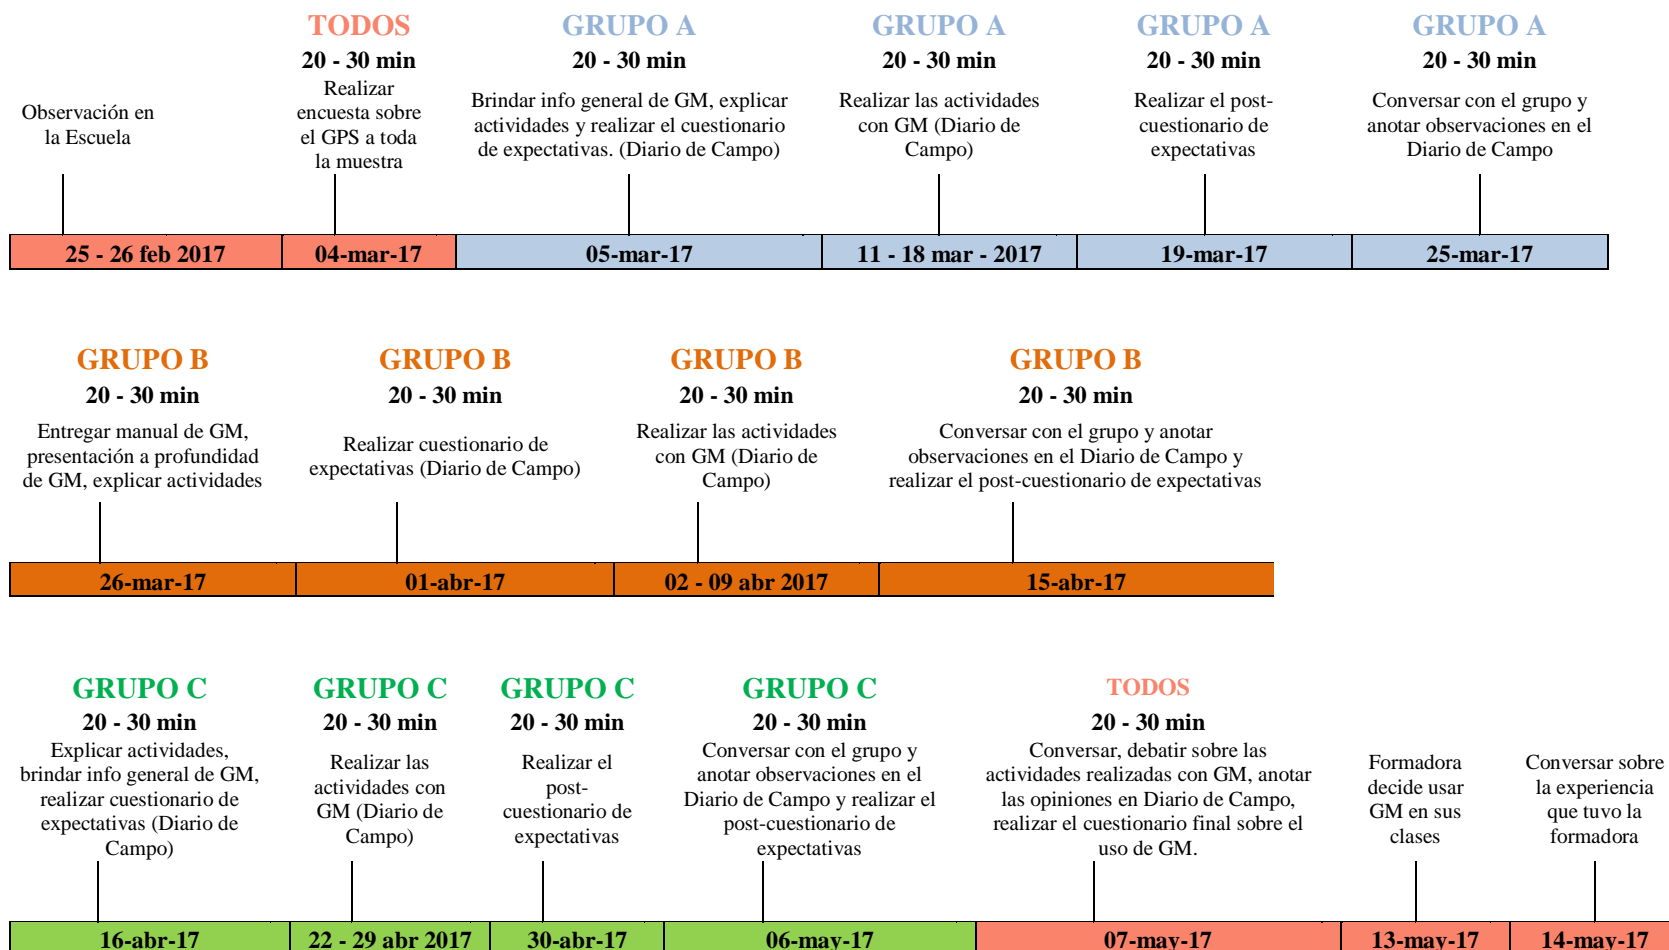 Observación en
la Escuela
TODOS
20 - 30 min
Realizar
encuesta sobre
el GPS a toda
la muestra
GRUPO A
20 - 30 min
Brindar info general de GM, explicar
actividades y realizar el cuestionario
de expectativas. (Diario de Campo)
GRUPO A
20 - 30 min
Realizar las actividades
con GM (Diario de
Campo)
GRUPO A
20 - 30 min
Realizar el post-
cuestionario de
expectativas
GRUPO A
20 - 30 min
Conversar con el grupo y
anotar observaciones en el
Diario de Campo
25 - 26 feb 2017
04-mar-17
05-mar-17
11 - 18 mar - 2017
19-mar-17
25-mar-17
GRUPO B
20 - 30 min
Entregar manual de GM,
presentación a profundidad
de GM, explicar actividades
GRUPO B
20 - 30 min
Realizar cuestionario de
expectativas (Diario de Campo)
GRUPO B
20 - 30 min
Realizar las actividades
con GM (Diario de
Campo)
GRUPO B
20 - 30 min
Conversar con el grupo y anotar
observaciones en el Diario de Campo y
realizar el post-cuestionario de expectativas
26-mar-17
01-abr-17
02 - 09 abr 2017
15-abr-17
GRUPO C
20 - 30 min
Explicar actividades,
brindar info general de GM,
realizar cuestionario de
expectativas (Diario de
Campo)
GRUPO C
20 - 30 min
Realizar las
actividades con
GM (Diario de
Campo)
GRUPO C
20 - 30 min
Realizar el
post-
cuestionario de
expectativas
GRUPO C
20 - 30 min
Conversar con el grupo y
anotar observaciones en el
Diario de Campo y realizar el
post-cuestionario de
expectativas
TODOS
20 - 30 min
Conversar, debatir sobre las
actividades realizadas con GM, anotar
las opiniones en Diario de Campo,
realizar el cuestionario final sobre el
uso de GM.
Formadora
decide usar
GM en sus
clases
Conversar sobre
la experiencia
que tuvo la
formadora
16-abr-17
22 - 29 abr 2017
30-abr-17
06-may-17
07-may-17
13-may-17
14-may-17